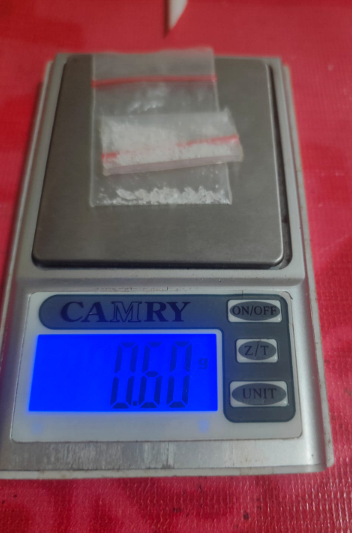 CAMRY
ON/OFF
Z/T
0.60
UNIT